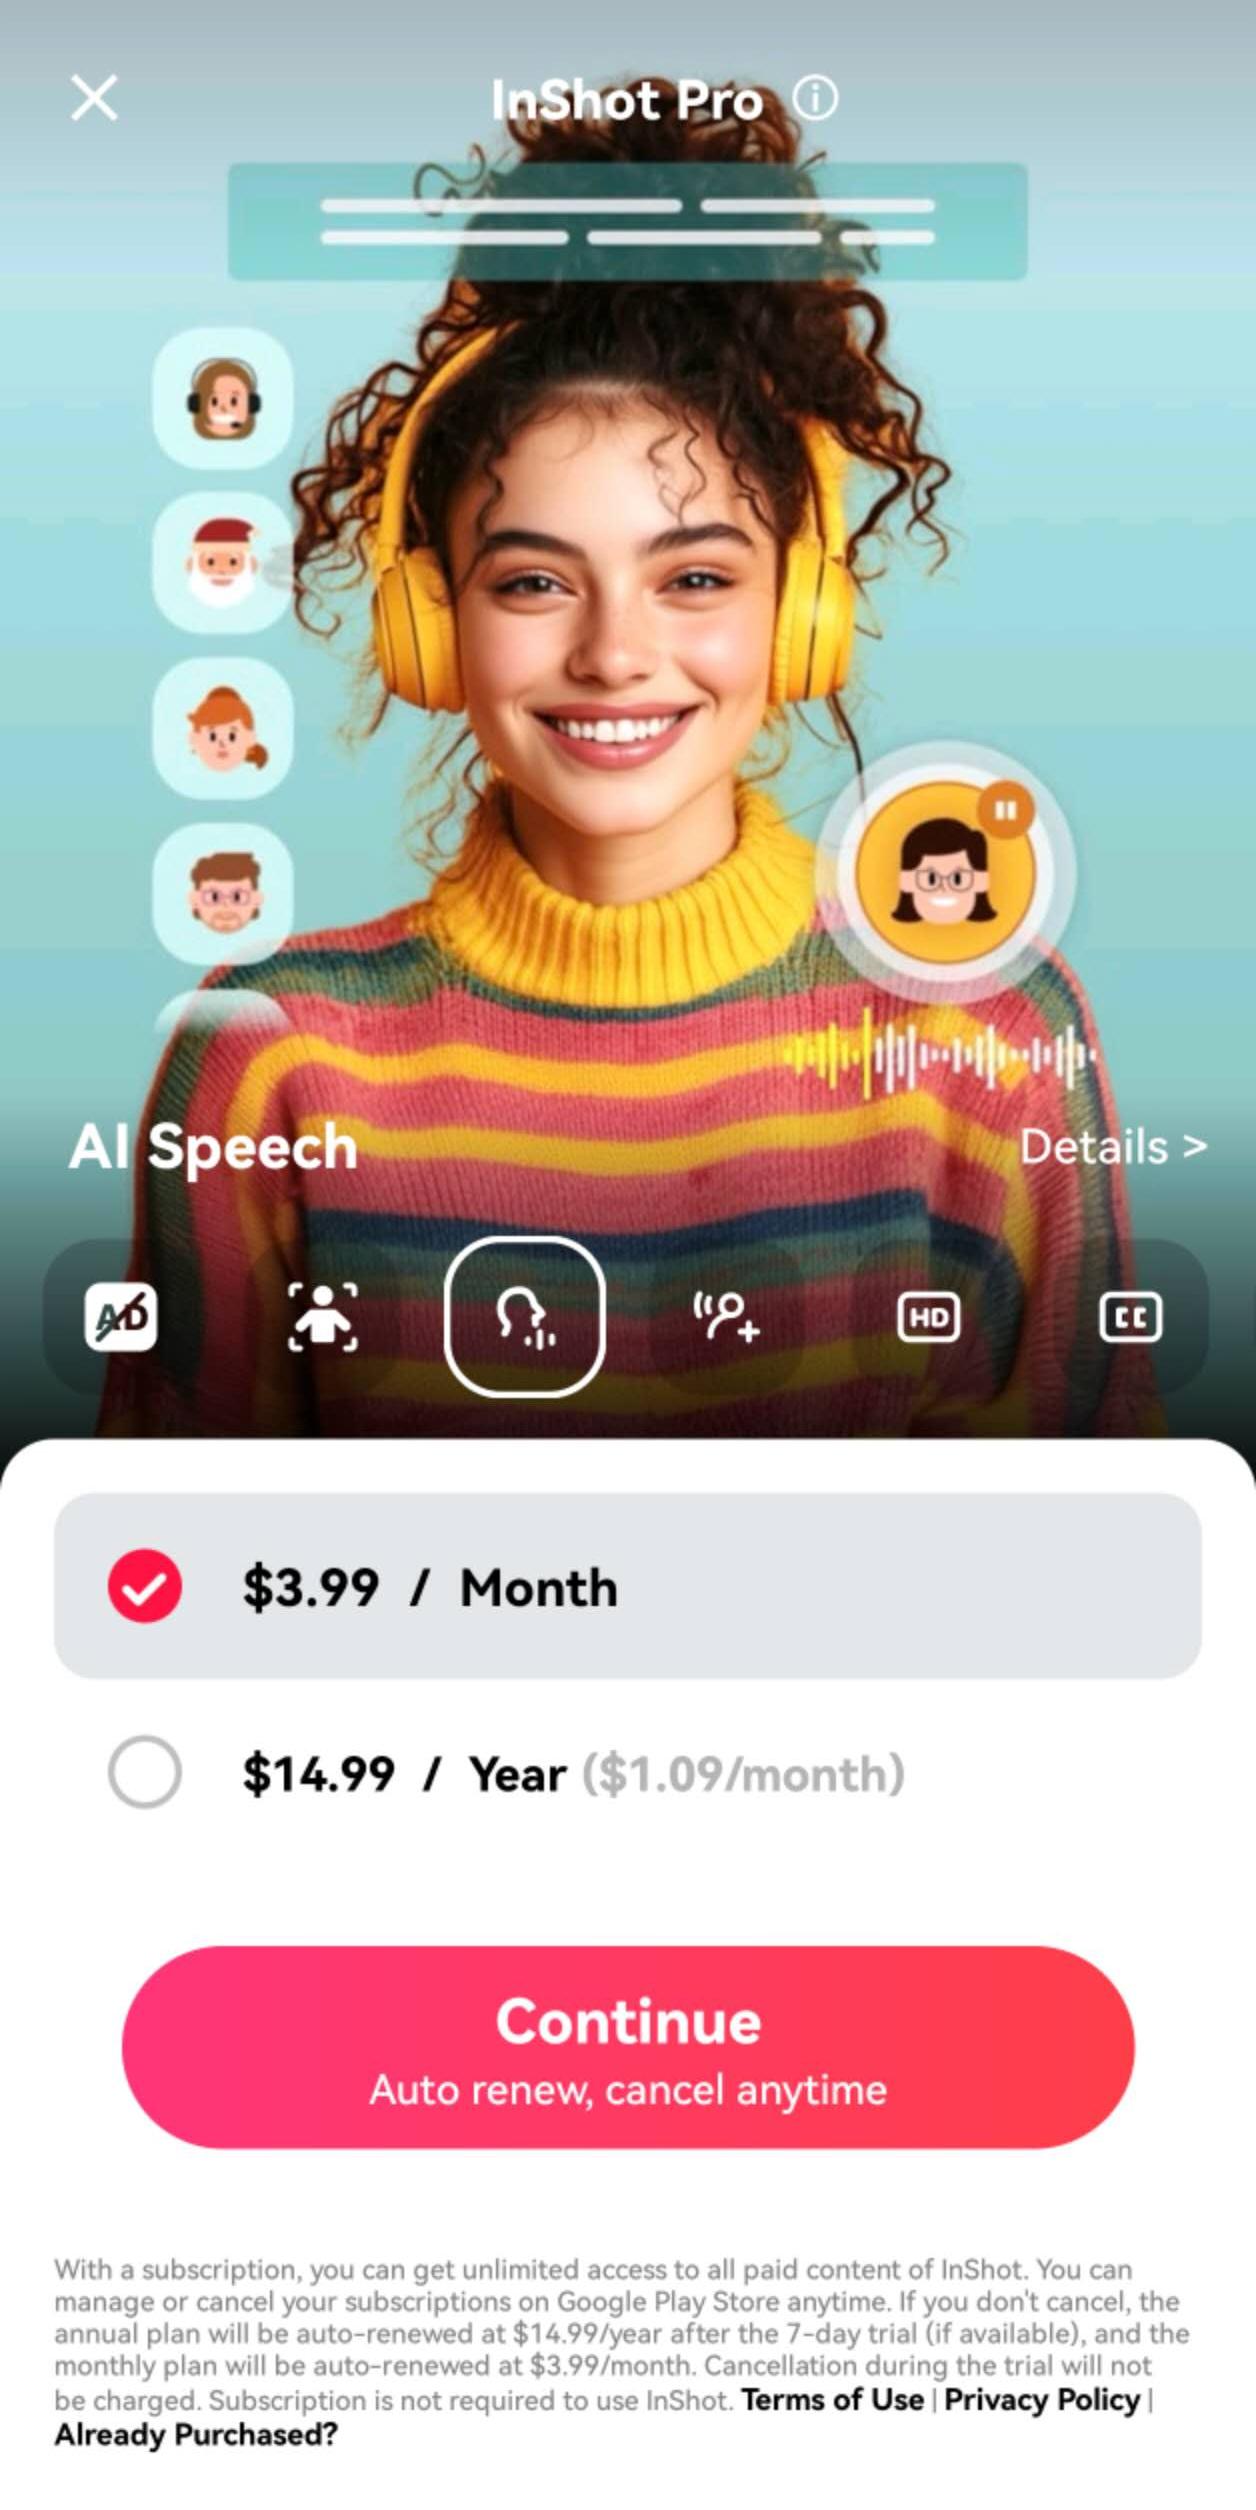 InShot Pro
AI Speech
Details >
AD
HD
CC
$3.99 / Month
$14.99 / Year ($1.09/month)
Continue
Auto renew, cancel anytime
With a subscription, you can get unlimited access to all paid content of InShot. You can
manage or cancel your subscriptions on Google Play Store anytime. If you don't cancel, the
annual plan will be auto-renewed at $14.99/year after the 7-day trial (if available), and the
monthly plan will be auto-renewed at $3.99/month. Cancellation during the trial will not
be charged. Subscription is not required to use InShot. Terms of Use | Privacy Policy |
Already Purchased?